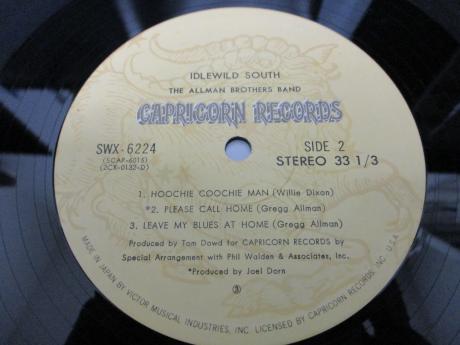 IDLEWILD SOUTH
THE ALLMAN BROTHERS BAND
CAPRICORN RECORDS
SWX-6224
(SCAP-6016)
(2CX-0132-D)
SIDE 2
STEREO 33 1/3
1. HOOCHIE COOCHIE MAN (Willie Dixon)
*2. PLEASE CALL HOME (Gregg Allman)
3. LEAVE MY BLUES AT HOME (Gregg Allman)
Produced by Tom Dowd for CAPRICORN RECORDS by
Special Arrangement with Phil Walden & Associates, Inc.
*Produced by Joel Dorn
③
MADE IN JAPAN BY VICTOR MUSICAL INDUSTRIES, INC. LICENSED BY CAPRICORN RECORDS, INC. U.S.A.